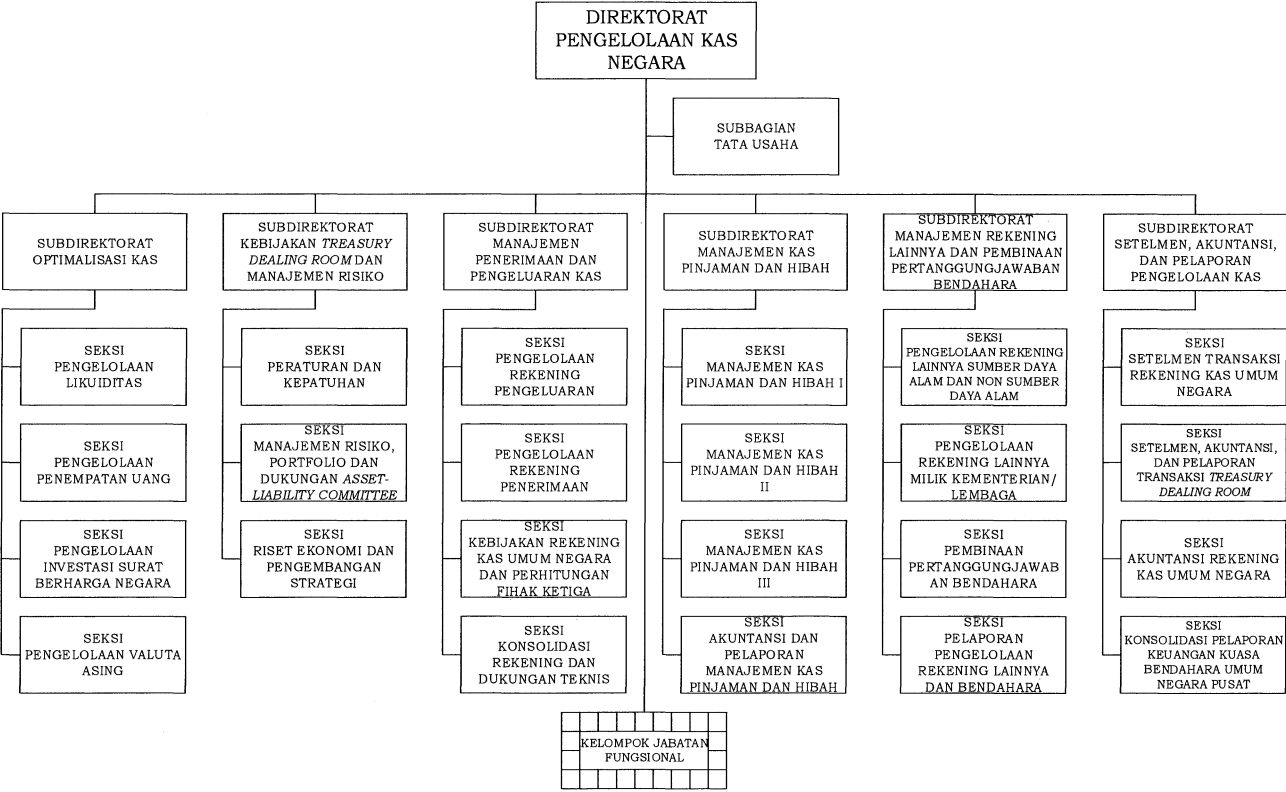 DIREKTORAT
PENGELOLAAN KAS
NEGARA
SUBBAGIAN
TATA USAHA
SUBDIREKTORAT
OPTIMALISASI KAS
SUBDIREKTORAT
KEBIJAKAN TREASURY
DEALING ROOM DAN
MANAJEMEN RISIKO
SUBDIREKTORAT
MANAJEMEN
PENERIMAAN DAN
PENGELUARAN KAS
SUBDIREKTORAT
MANAJEMEN KAS
PINJAMAN DAN HIBAH
SUBDIREKTORAT
MANAJEMEN REKENING
LAINNYA DAN PEMBINAAN
PERTANGGUNGJAWABAN
BENDAHARA
SUBDIREKTORAT
SETELMEN, AKUNTANSI,
DAN PELAPORAN
PENGELOLAAN KAS
SEKSI
PENGELOLAAN
LIKUIDITAS
SEKSI
PERATURAN DAN
KEPATUHAN
SEKSI
PENGELOLAAN
REKENING
PENGELUARAN
SEKSI
MANAJEMEN KAS
PINJAMAN DAN HIBAH I
SEKSI
PENGELOLAAN REKENING
LAINNYA SUMBER DAYA
ALAM DAN NON SUMBER
DAYA ALAM
SEKSI
SETELMEN TRANSAKSI
REKENING KAS UMUM
NEGARA
SEKSI
PENGELOLAAN
PENEMPATAN UANG
SEKSI
MANAJEMEN RISIKO,
PORTFOLIO DAN
DUKUNGAN ASSET-
LIABILITY COMMITTEE
SEKSI
PENGELOLAAN
REKENING
PENERIMAAN
SEKSI
MANAJEMEN KAS
PINJAMAN DAN HIBAH
II
SEKSI
PENGELOLAAN
REKENING LAINNYA
MILIK KEMENTERIAN/
LEMBAGA
SEKSI
SETELMEN, AKUNTANSI,
DAN PELAPORAN
TRANSAKSI TREASURY
DEALING ROOM
SEKSI
PENGELOLAAN
INVESTASI SURAT
BERHARGA NEGARA
SEKSI
RISET EKONOMI DAN
PENGEMBANGAN
STRATEGI
SEKSI
KEBIJAKAN REKENING
KAS UMUM NEGARA
DAN PERHITUNGAN
FIHAK KETIGA
SEKSI
MANAJEMEN KAS
PINJAMAN DAN HIBAH
III
SEKSI
PEMBINAAN
PERTANGGUNGJAWAB
AN BENDAHARA
SEKSI
AKUNTANSI REKENING
KAS UMUM NEGARA
SEKSI
PENGELOLAAN VALUTA
ASING
SEKSI
KONSOLIDASI
REKENING DAN
DUKUNGAN TEKNIS
SEKSI
AKUNTANSI DAN
PELAPORAN
MANAJEMEN KAS
PINJAMAN DAN HIBAH
SEKSI
PELAPORAN
PENGELOLAAN
REKENING LAINNYA
DAN BENDAHARA
SEKSI
KONSOLIDASI PELAPORAN
KEUANGAN KUASA
BENDAHARA UMUM
NEGARA PUSAT
KELOMPOK JABATAN
FUNGSIONAL